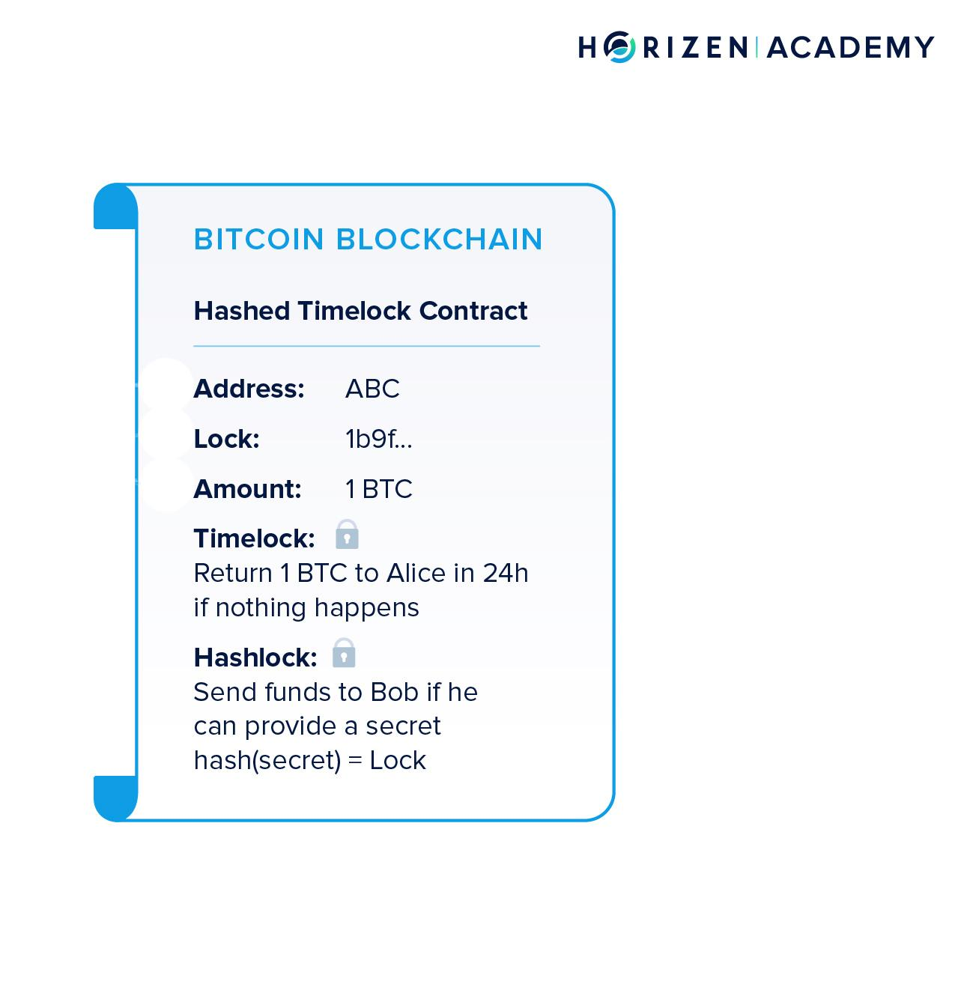 HORIZEN | ACADEMY
BITCOIN BLOCKCHAIN
Hashed Timelock Contract
Address: ABC
Lock: 1b9f...
Amount: 1 BTC
Timelock:
Return 1 BTC to Alice in 24h
if nothing happens
Hashlock:
Send funds to Bob if he
can provide a secret
hash(secret) = Lock